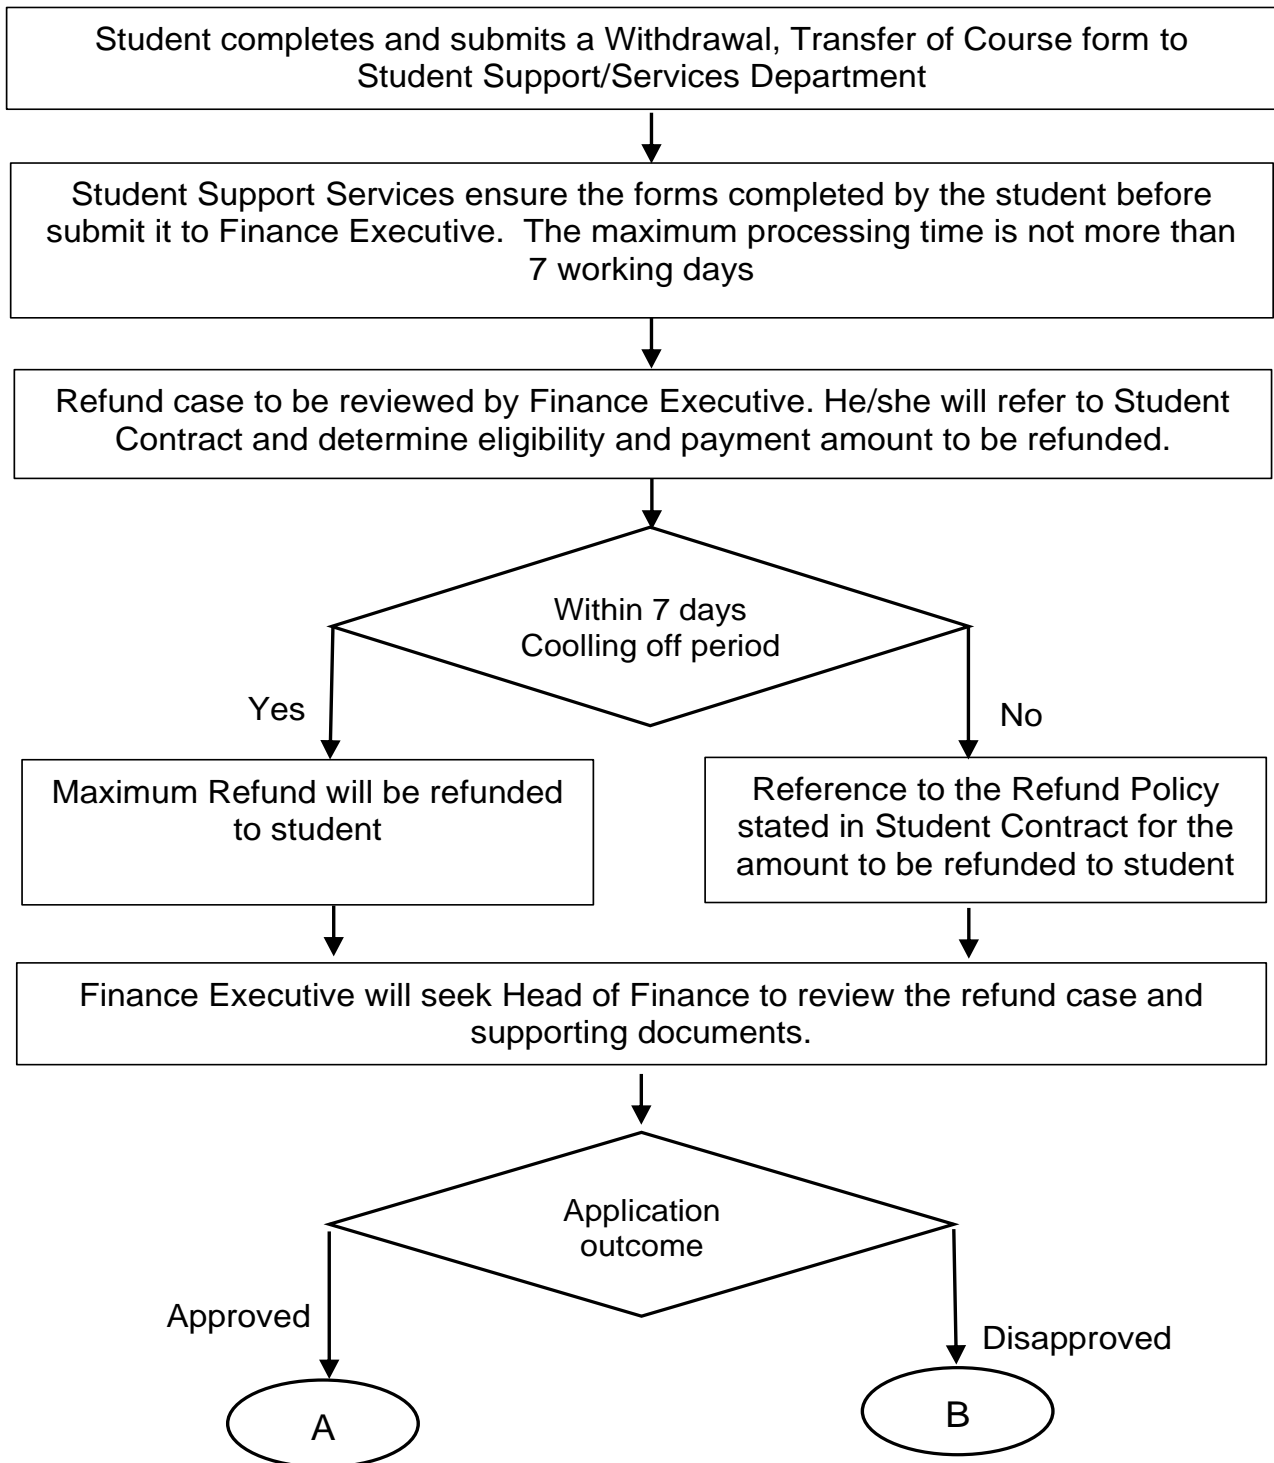 Student completes and submits a Withdrawal, Transfer of Course form to
Student Support/Services Department
Student Support Services ensure the forms completed by the student before
submit it to Finance Executive.  The maximum processing time is not more than
7 working days
Refund case to be reviewed by Finance Executive. He/she will refer to Student
Contract and determine eligibility and payment amount to be refunded.
Within 7 days
Coolling off period
Yes
No
Maximum Refund will be refunded
to student
Reference to the Refund Policy
stated in Student Contract for the
amount to be refunded to student
Finance Executive will seek Head of Finance to review the refund case and
supporting documents.
Application
outcome
Approved
Disapproved
A
B